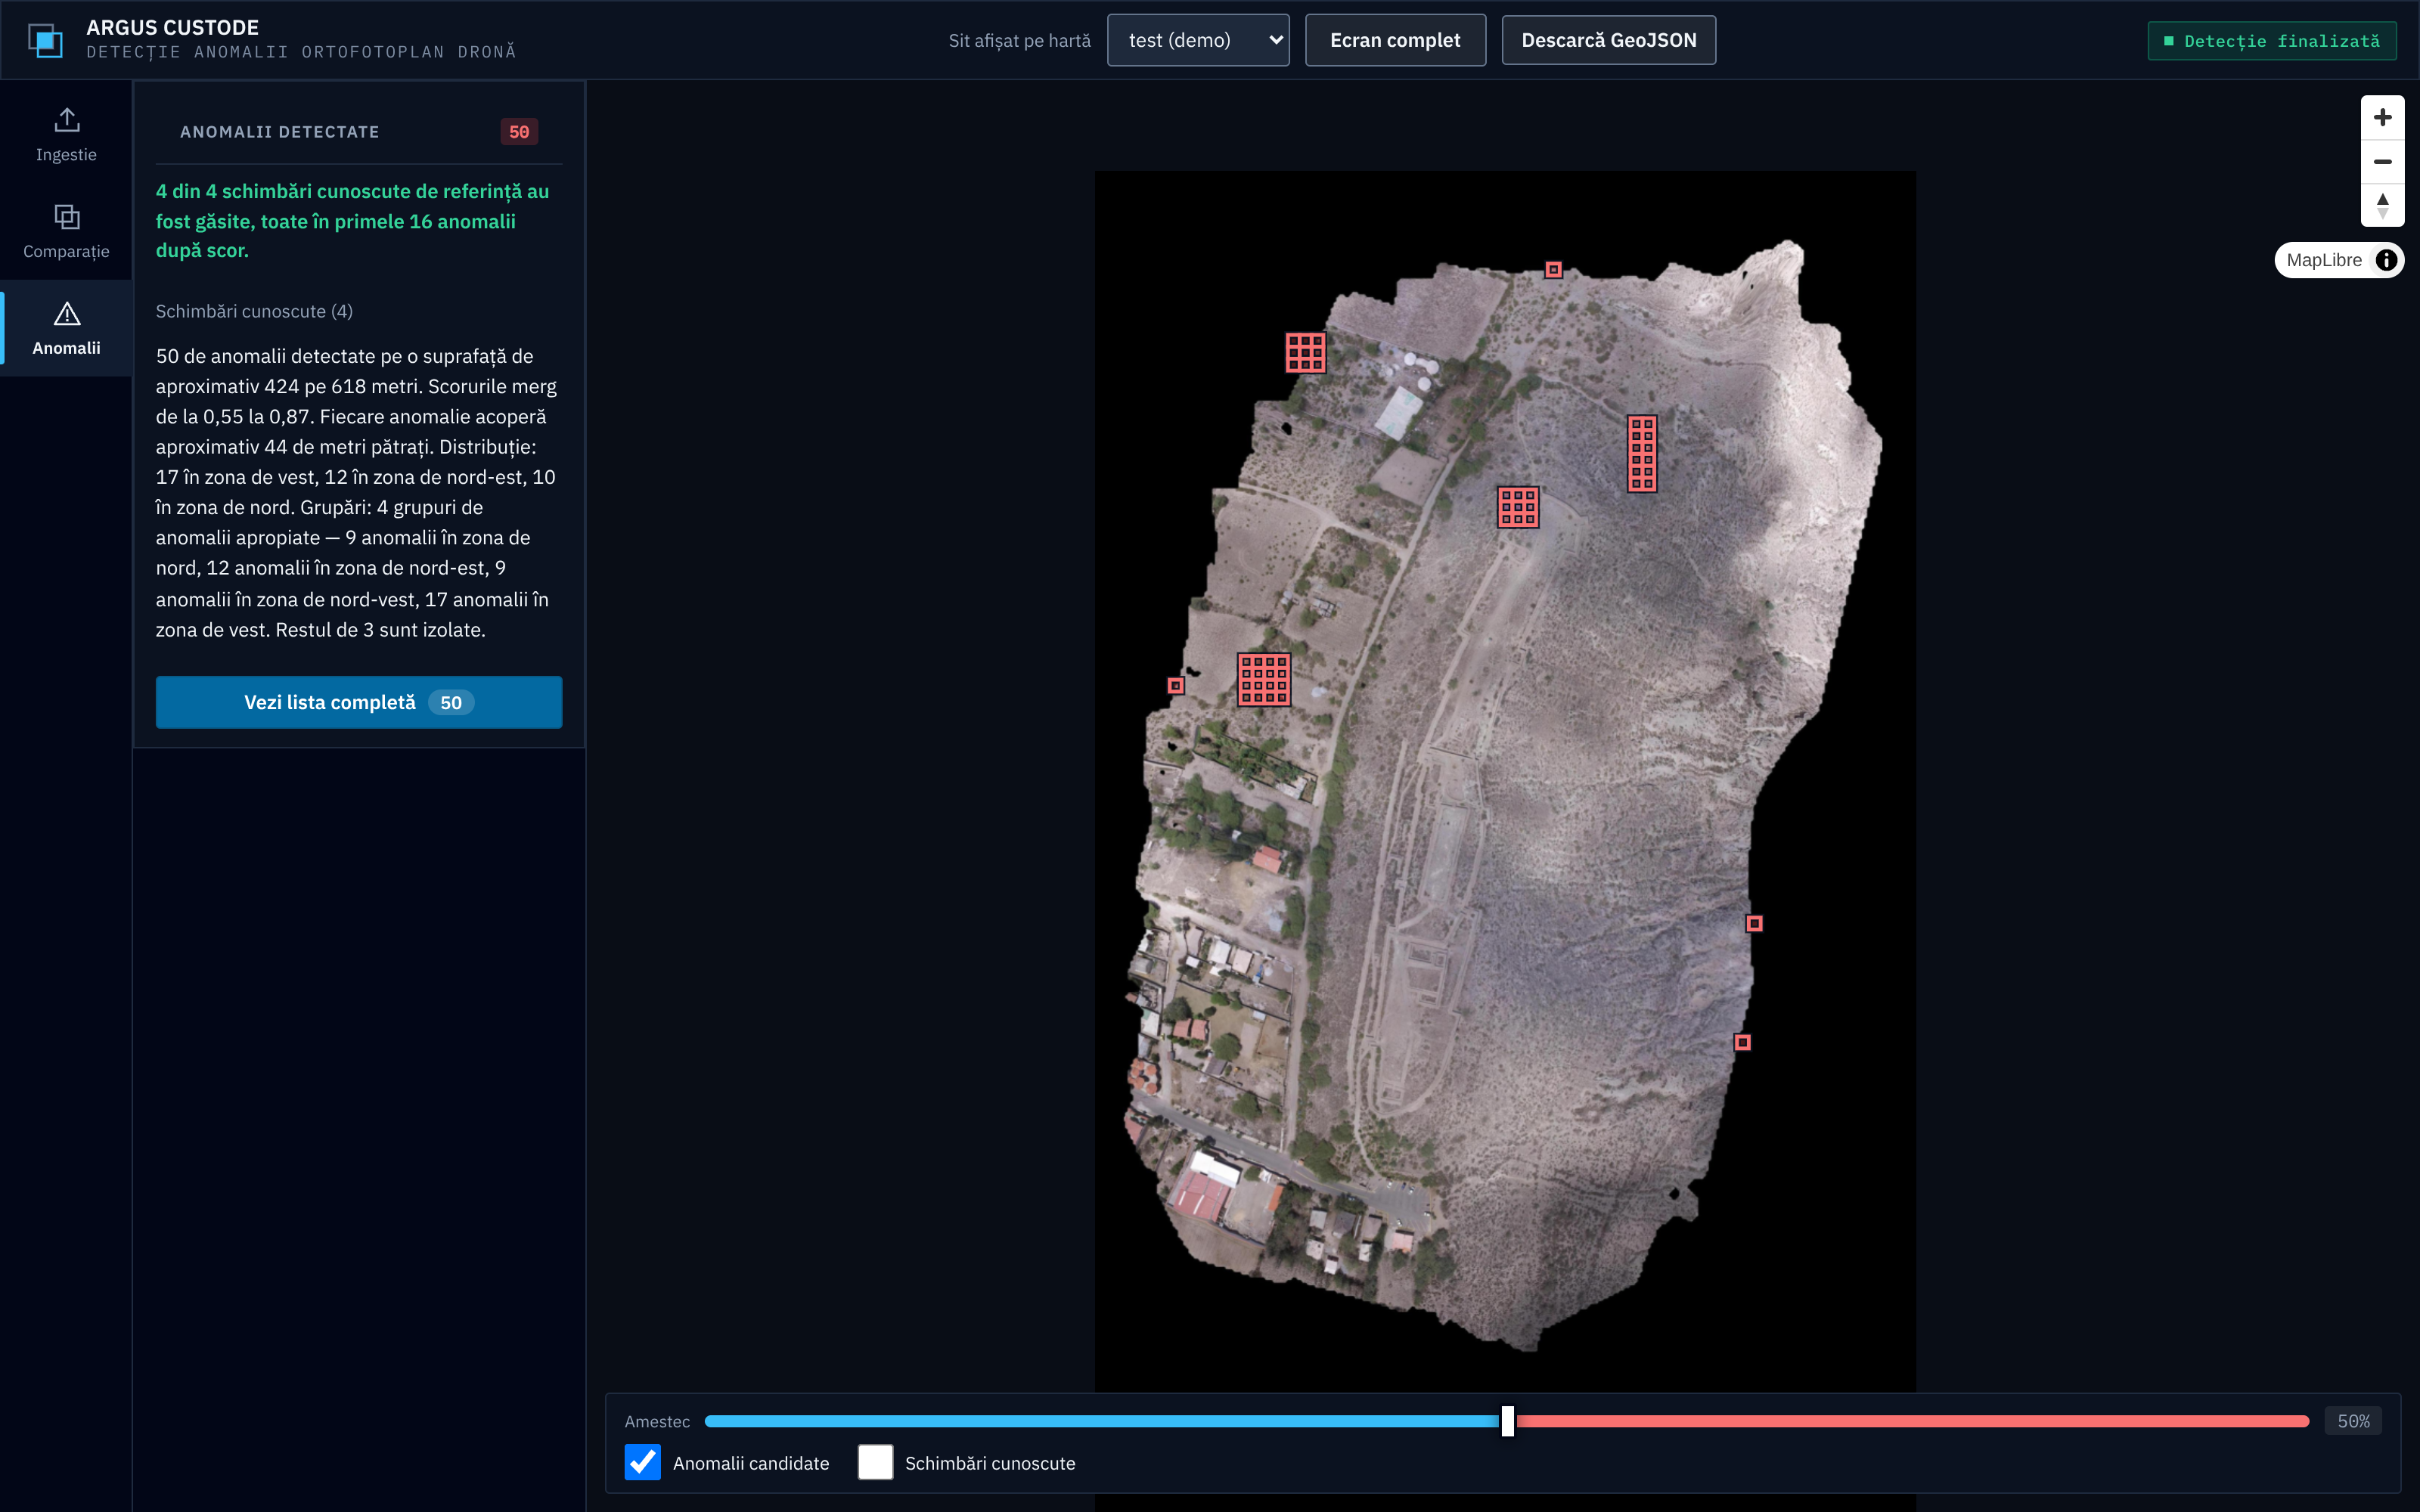 ARGUS CUSTODE
DETECȚIE ANOMALII ORTOFOTOPLAN DRONĂ
Sit afișat pe hartă
test (demo)
Ecran complet
Descarcă GeoJSON
Detecție finalizată
Ingestie
Comparație
Anomalii
ANOMALII DETECTATE
50
4 din 4 schimbări cunoscute de referință au
fost găsite, toate în primele 16 anomalii
după scor.
Schimbări cunoscute (4)
50 de anomalii detectate pe o suprafață de
aproximativ 424 pe 618 metri. Scorurile merg
de la 0,55 la 0,87. Fiecare anomalie acoperă
aproximativ 44 de metri pătrați. Distribuție:
17 în zona de vest, 12 în zona de nord-est, 10
în zona de nord. Grupări: 4 grupuri de
anomalii apropiate — 9 anomalii în zona de
nord, 12 anomalii în zona de nord-est, 9
anomalii în zona de nord-vest, 17 anomalii în
zona de vest. Restul de 3 sunt izolate.
Vezi lista completă 50
MapLibre
Amestec
50%
Anomalii candidate
Schimbări cunoscute